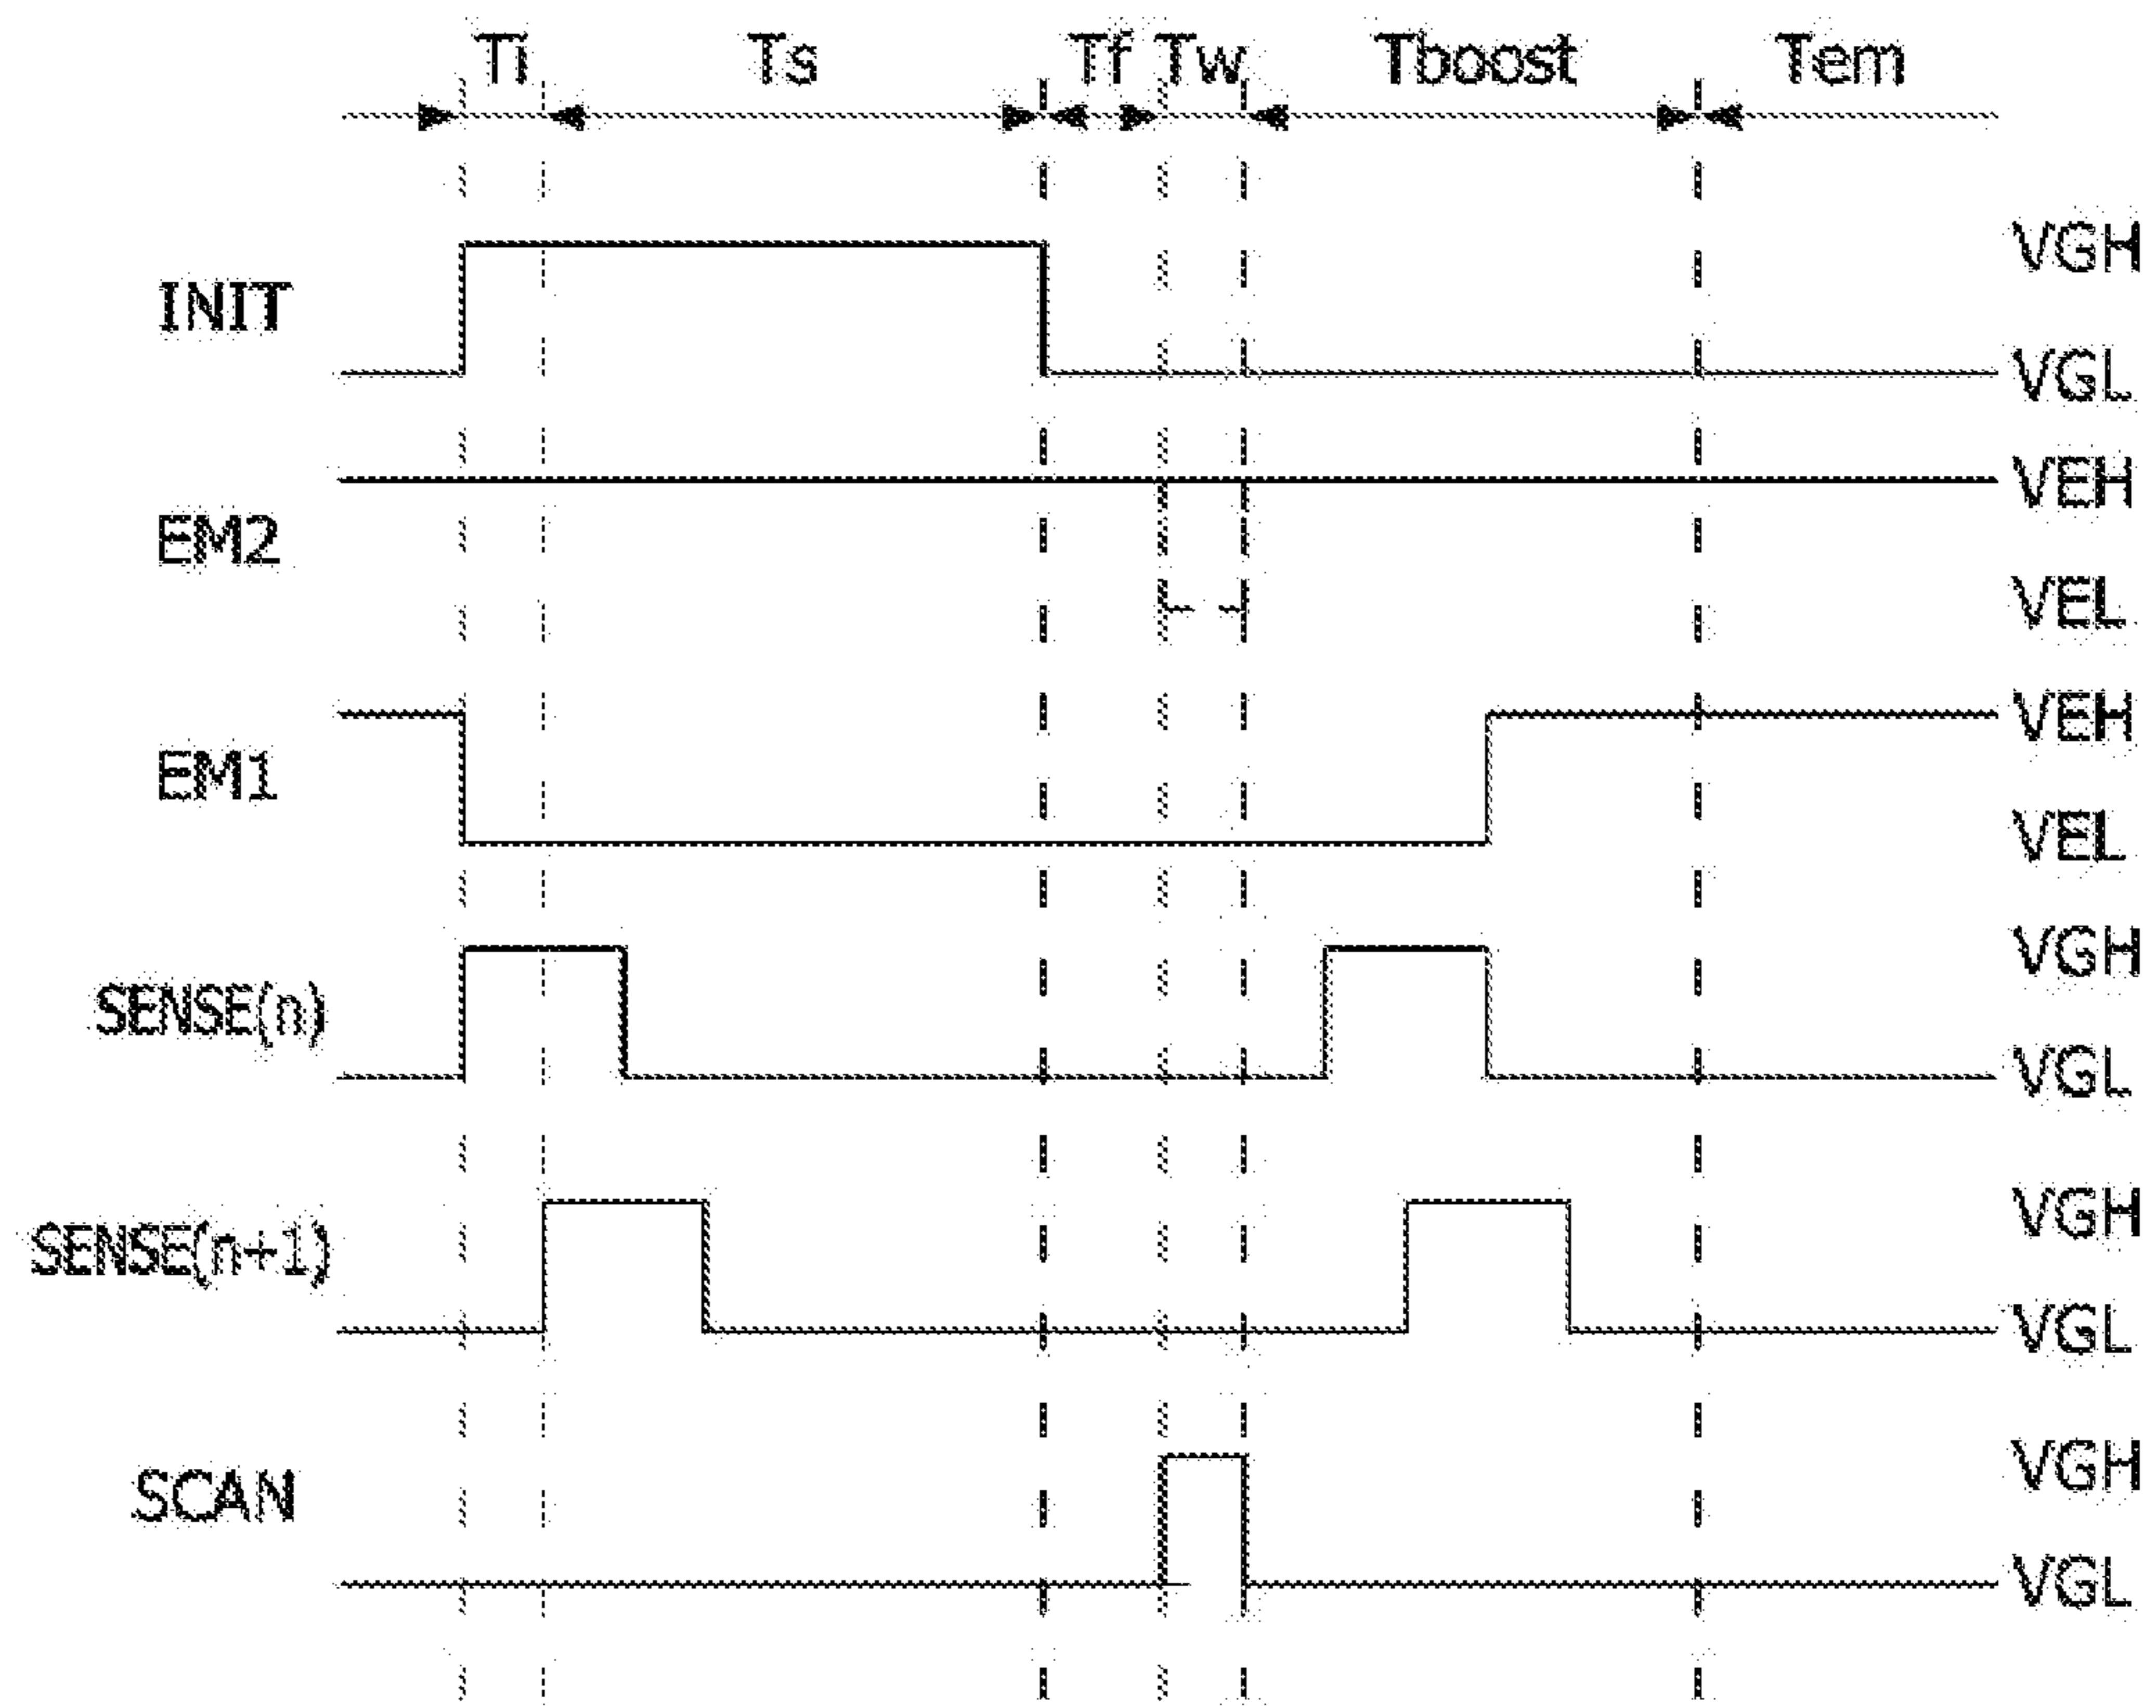 Ti Ts Tf Tw Tboost Tem
VGH
INIT
VGL
VEH
EM2
VEL
VEH
EM1
VEL
VGH
SENSE(n)
VGL
VGH
SENSE(n+1)
VGL
VGH
SCAN
VGL